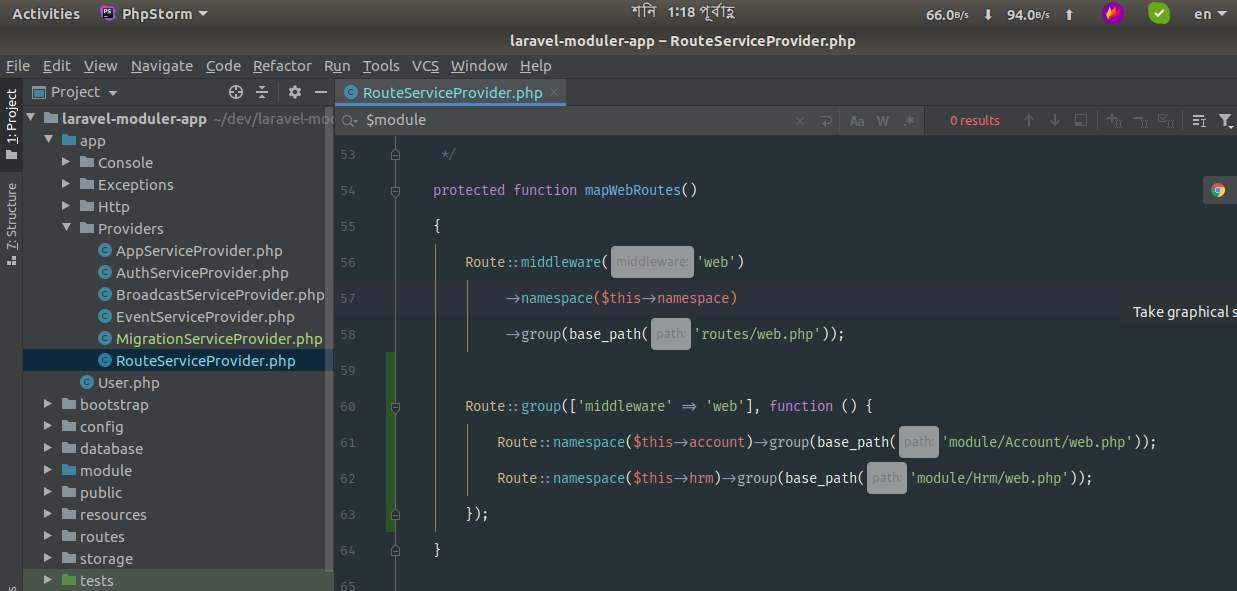 Activities PhpStorm শনি ১:১৮ পূর্বাহ্ণ 66.0B/s 94.0B/s en
laravel-moduler-app – RouteServiceProvider.php
File Edit View Navigate Code Refactor Run Tools VCS Window Help
1: Project
7: Structure
Project
laravel-moduler-app ~/dev/laravel-mod
app
Console
Exceptions
Http
Providers
AppServiceProvider.php
AuthServiceProvider.php
BroadcastServiceProvider.php
EventServiceProvider.php
MigrationServiceProvider.php
RouteServiceProvider.php
User.php
bootstrap
config
database
module
public
resources
routes
storage
tests
RouteServiceProvider.php
$module Aa W .* 0 results
53 */
54 protected function mapWebRoutes()
55 {
56 Route::middleware( middleware: 'web')
57 ->namespace($this->namespace)
58 ->group(base_path( path: 'routes/web.php'));
59
60 Route::group(['middleware' => 'web'], function () {
61 Route::namespace($this->account)->group(base_path( path: 'module/Account/web.php'));
62 Route::namespace($this->hrm)->group(base_path( path: 'module/Hrm/web.php'));
63 });
64 }
65
Take graphical s